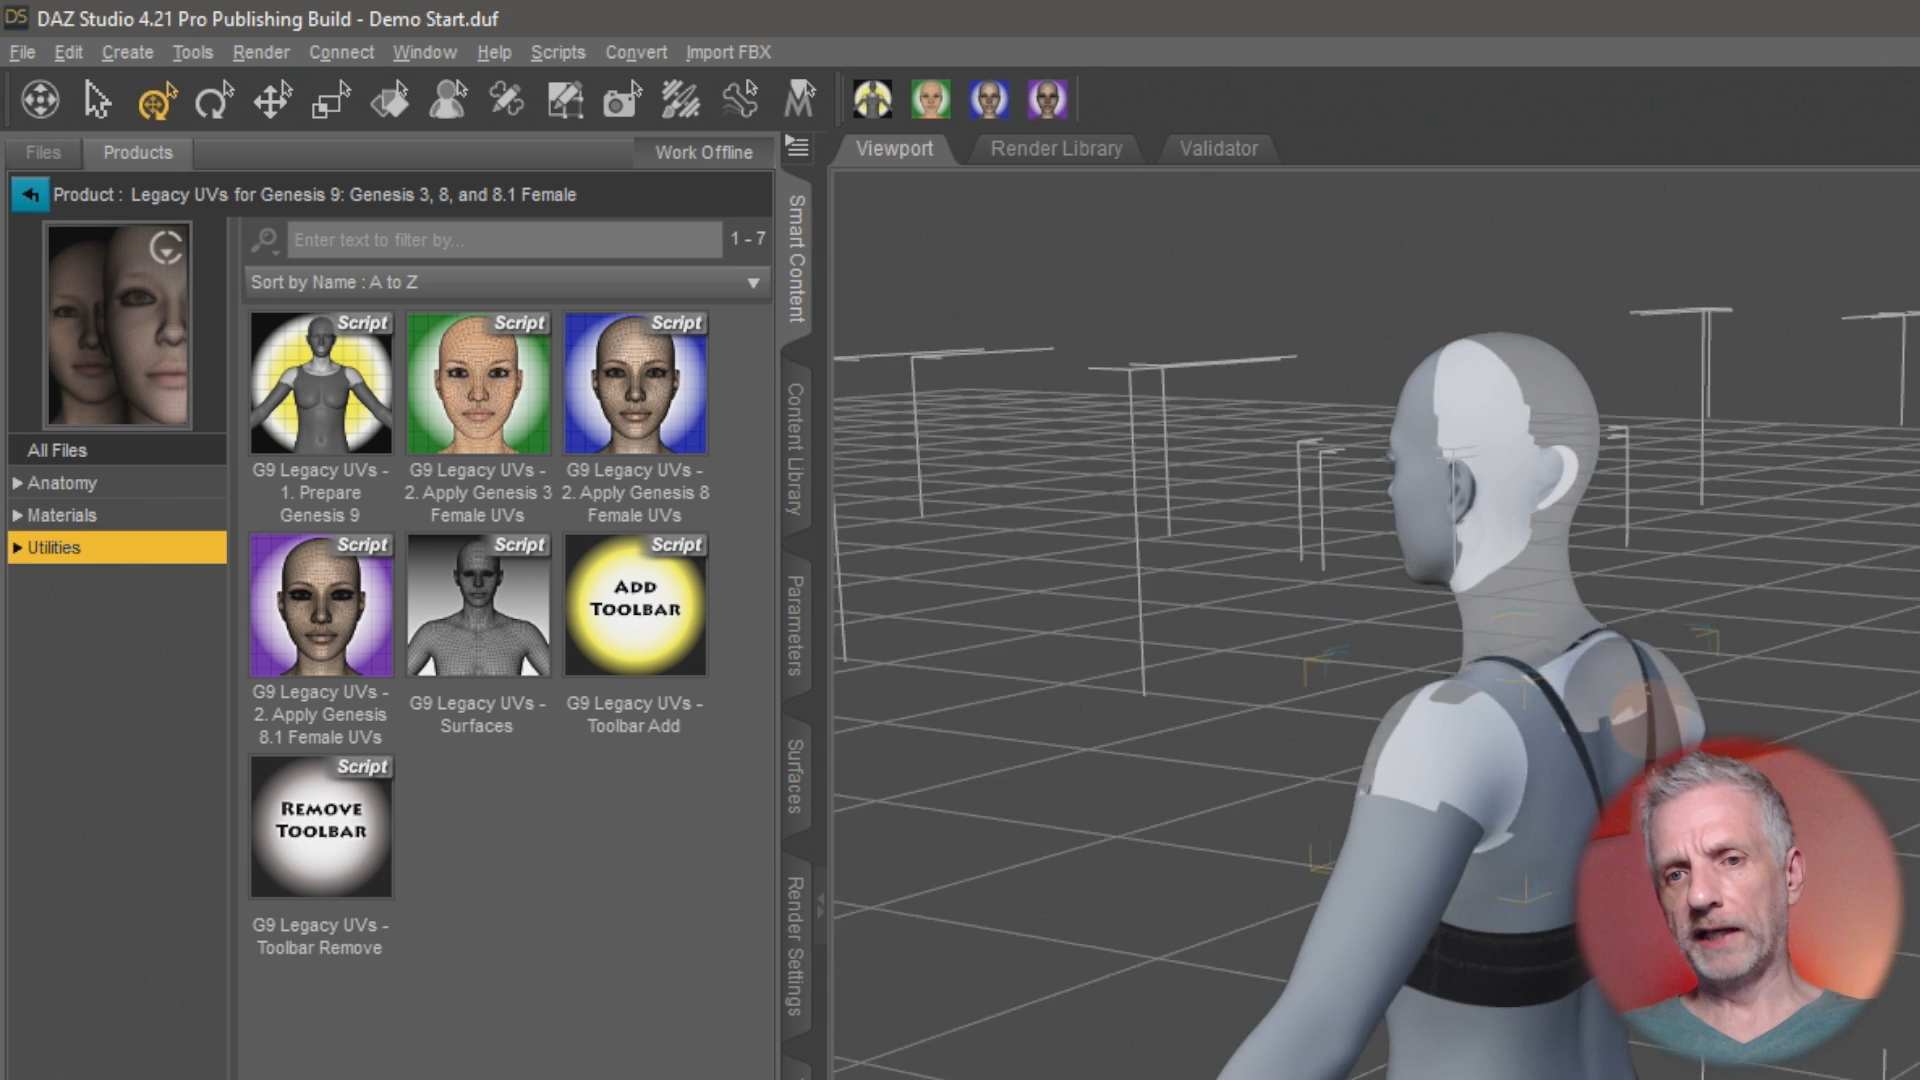 DS DAZ Studio 4.21 Pro Publishing Build - Demo Start.duf
File Edit Create Tools Render Connect Window Help Scripts Convert Import FBX
Files Products Work Offline
Viewport Render Library Validator
Product : Legacy UVs for Genesis 9: Genesis 3, 8, and 8.1 Female
Enter text to filter by... 1 - 7
Sort by Name : A to Z
All Files
Anatomy
Materials
Utilities
Script
G9 Legacy UVs -
1. Prepare
Genesis 9
Script
G9 Legacy UVs -
2. Apply Genesis 3
Female UVs
Script
G9 Legacy UVs -
2. Apply Genesis 8
Female UVs
Script
G9 Legacy UVs -
2. Apply Genesis
8.1 Female UVs
Script
G9 Legacy UVs -
Surfaces
Script
ADD
TOOLBAR
G9 Legacy UVs -
Toolbar Add
Script
REMOVE
TOOLBAR
G9 Legacy UVs -
Toolbar Remove
Smart Content
Content Library
Parameters
Surfaces
Render Settings